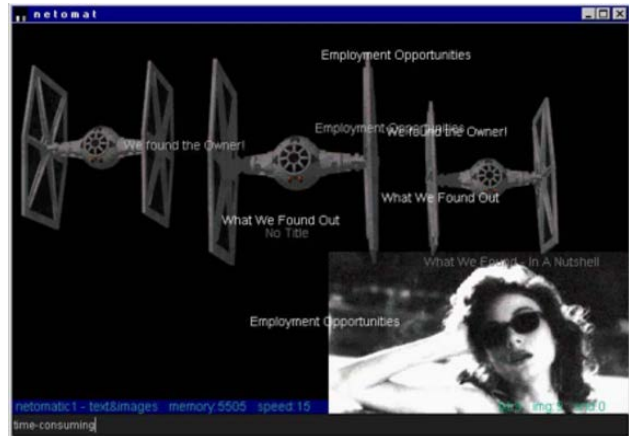 netomat
Employment Opportunities
Employment Opportunities
We found the Owner!
We found the Owner!
What We Found Out
What We Found Out
No Title
What We Found - In A Nutshell
Employment Opportunities
netomatic1 - text&images memory:5505 speed:15
img:5
time-consuming